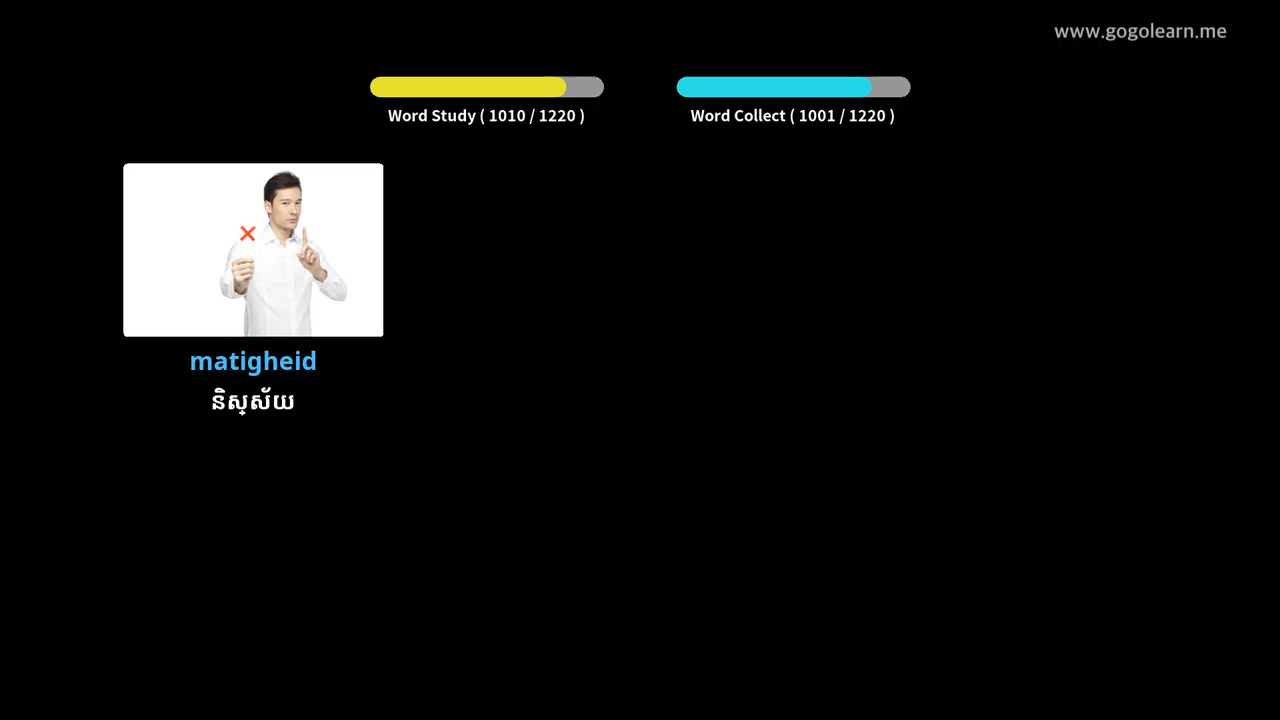 www.gogolearn.me
Word Study ( 1010 / 1220 )
Word Collect ( 1001 / 1220 )
matigheid
និស្ស័យ